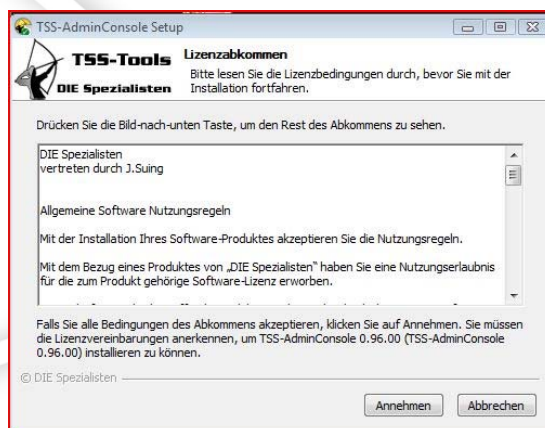 TSS-AdminConsole Setup
TSS-Tools
DIE Spezialisten
Lizenzabkommen
Bitte lesen Sie die Lizenzbedingungen durch, bevor Sie mit der
Installation fortfahren.
Drücken Sie die Bild-nach-unten Taste, um den Rest des Abkommens zu sehen.
DIE Spezialisten
vertreten durch J.Suing
Allgemeine Software Nutzungsregeln
Mit der Installation Ihres Software-Produktes akzeptieren Sie die Nutzungsregeln.
Mit dem Bezug eines Produktes von „DIE Spezialisten“ haben Sie eine Nutzungserlaubnis
für die zum Produkt gehörige Software-Lizenz erworben.
Falls Sie alle Bedingungen des Abkommens akzeptieren, klicken Sie auf Annehmen. Sie müssen
die Lizenzvereinbarungen anerkennen, um TSS-AdminConsole 0.96.00 (TSS-AdminConsole
0.96.00) installieren zu können.
© DIE Spezialisten
Annehmen
Abbrechen